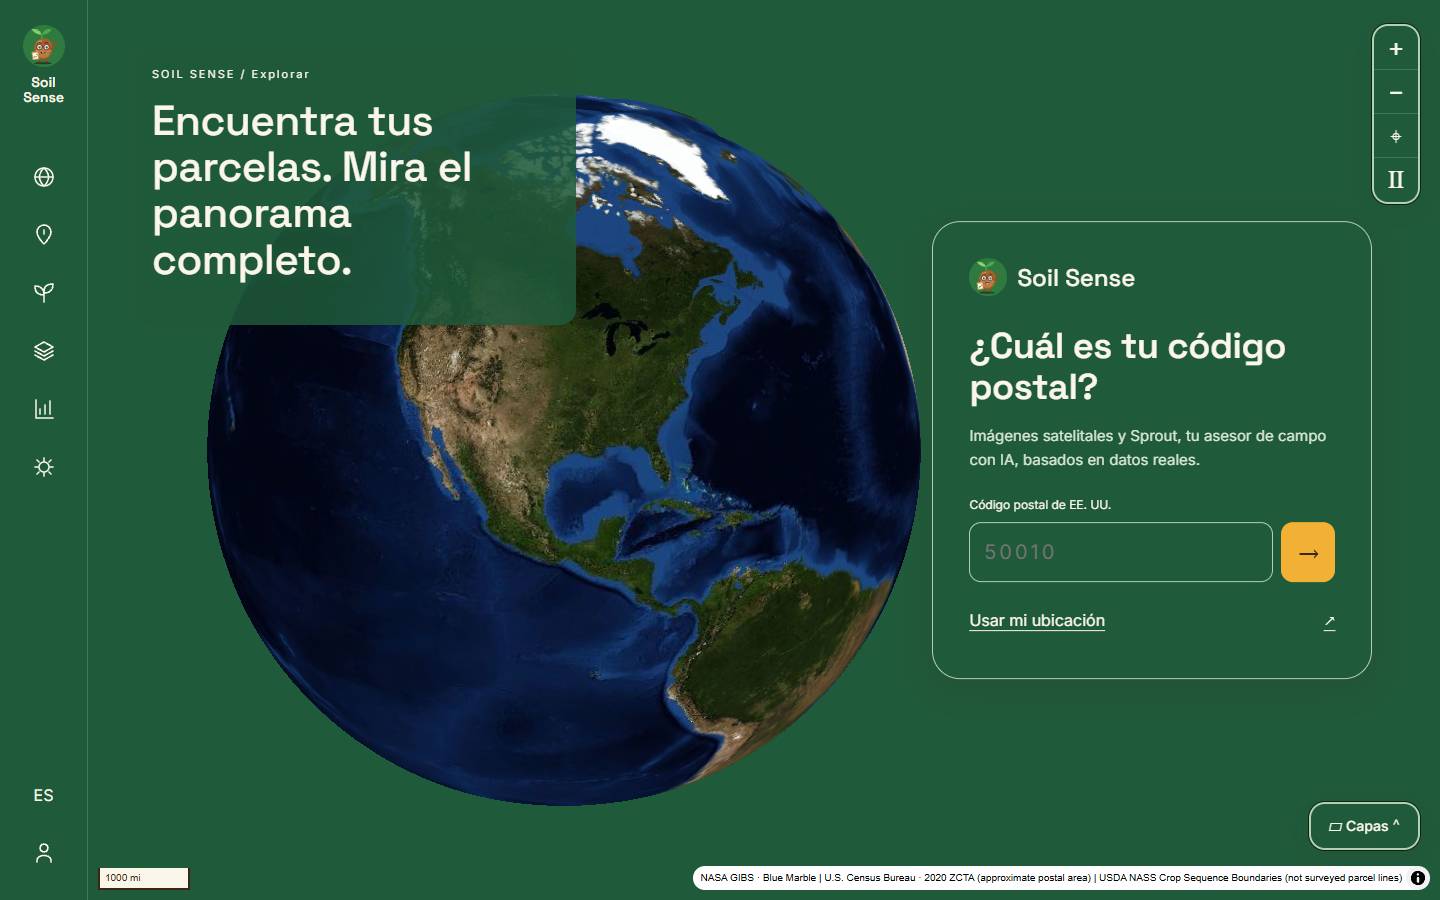 Soil
Sense
SOIL SENSE / Explorar
Encuentra tus
parcelas. Mira el
panorama
completo.
Soil Sense
¿Cuál es tu código
postal?
Imágenes satelitales y Sprout, tu asesor de campo
con IA, basados en datos reales.
Código postal de EE. UU.
50010
→
Usar mi ubicación ↗
ES
Capas ^
1000 mi
NASA GIBS · Blue Marble | U.S. Census Bureau · 2020 ZCTA (approximate postal area) | USDA NASS Crop Sequence Boundaries (not surveyed parcel lines)